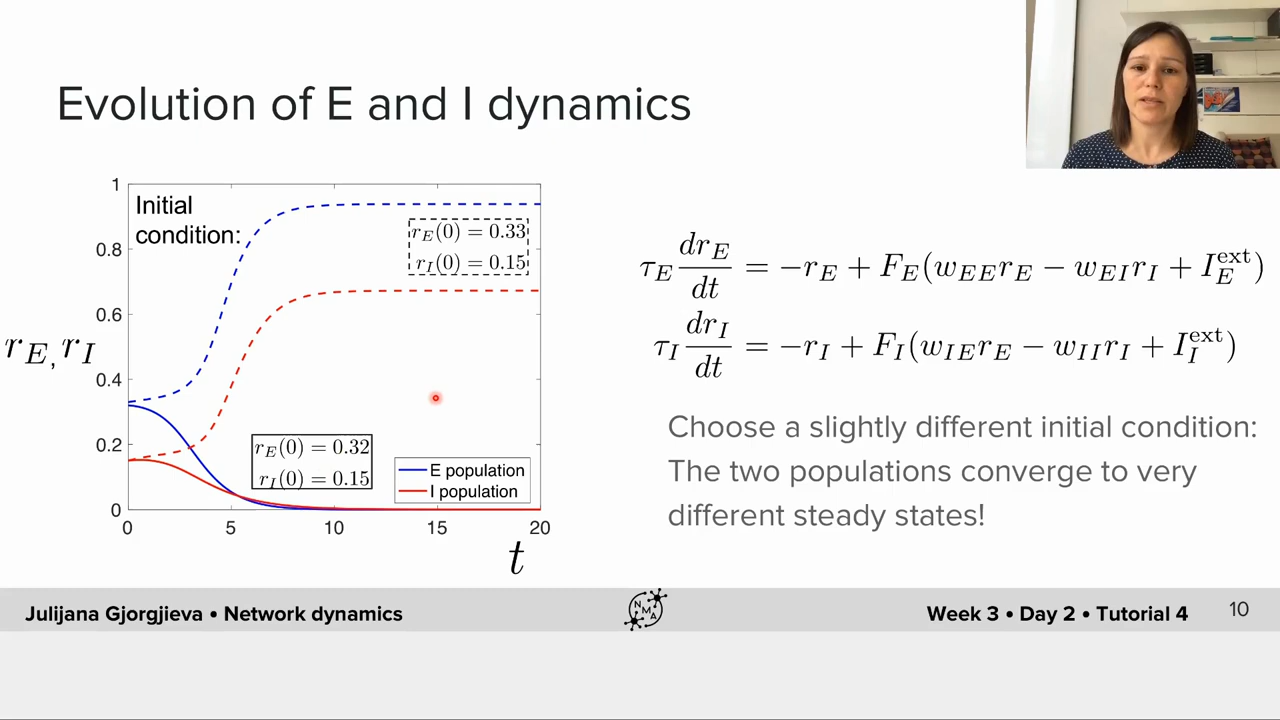 Evolution of E and I dynamics
Initial
condition:
r_E(0) = 0.33
r_I(0) = 0.15
r_E, r_I
1
0.8
0.6
0.4
0.2
0
r_E(0) = 0.32
r_I(0) = 0.15
E population
I population
0 5 10 15 20
t
τ_E dr_E/dt = −r_E + F_E(w_EE r_E − w_EI r_I + I_E^ext)
τ_I dr_I/dt = −r_I + F_I(w_IE r_E − w_II r_I + I_I^ext)
Choose a slightly different initial condition:
The two populations converge to very
different steady states!
Julijana Gjorgjieva • Network dynamics
NMA
Week 3 • Day 2 • Tutorial 4
10